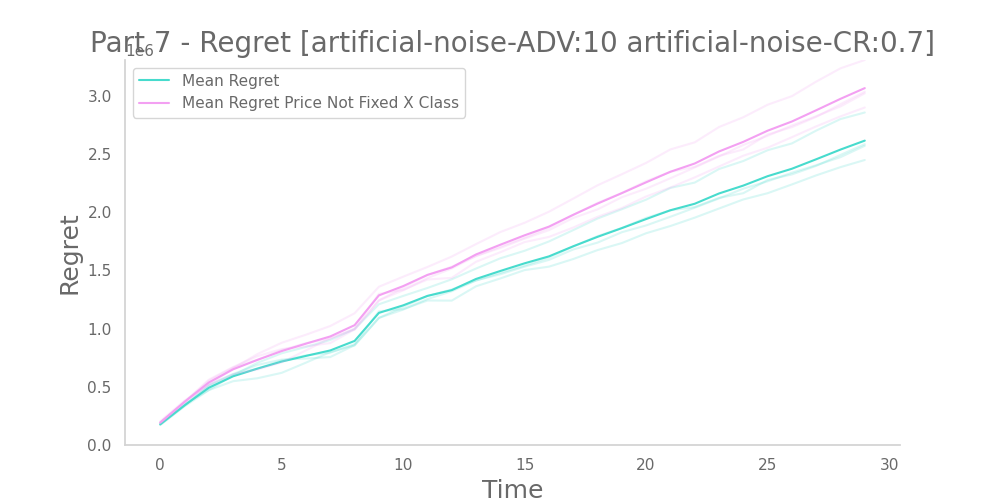 Part 7 - Regret [artificial-noise-ADV:10 artificial-noise-CR:0.7]
1e6
Mean Regret
Mean Regret Price Not Fixed X Class
3.0
2.5
2.0
1.5
1.0
0.5
0.0
Regret
0 5 10 15 20 25 30
Time